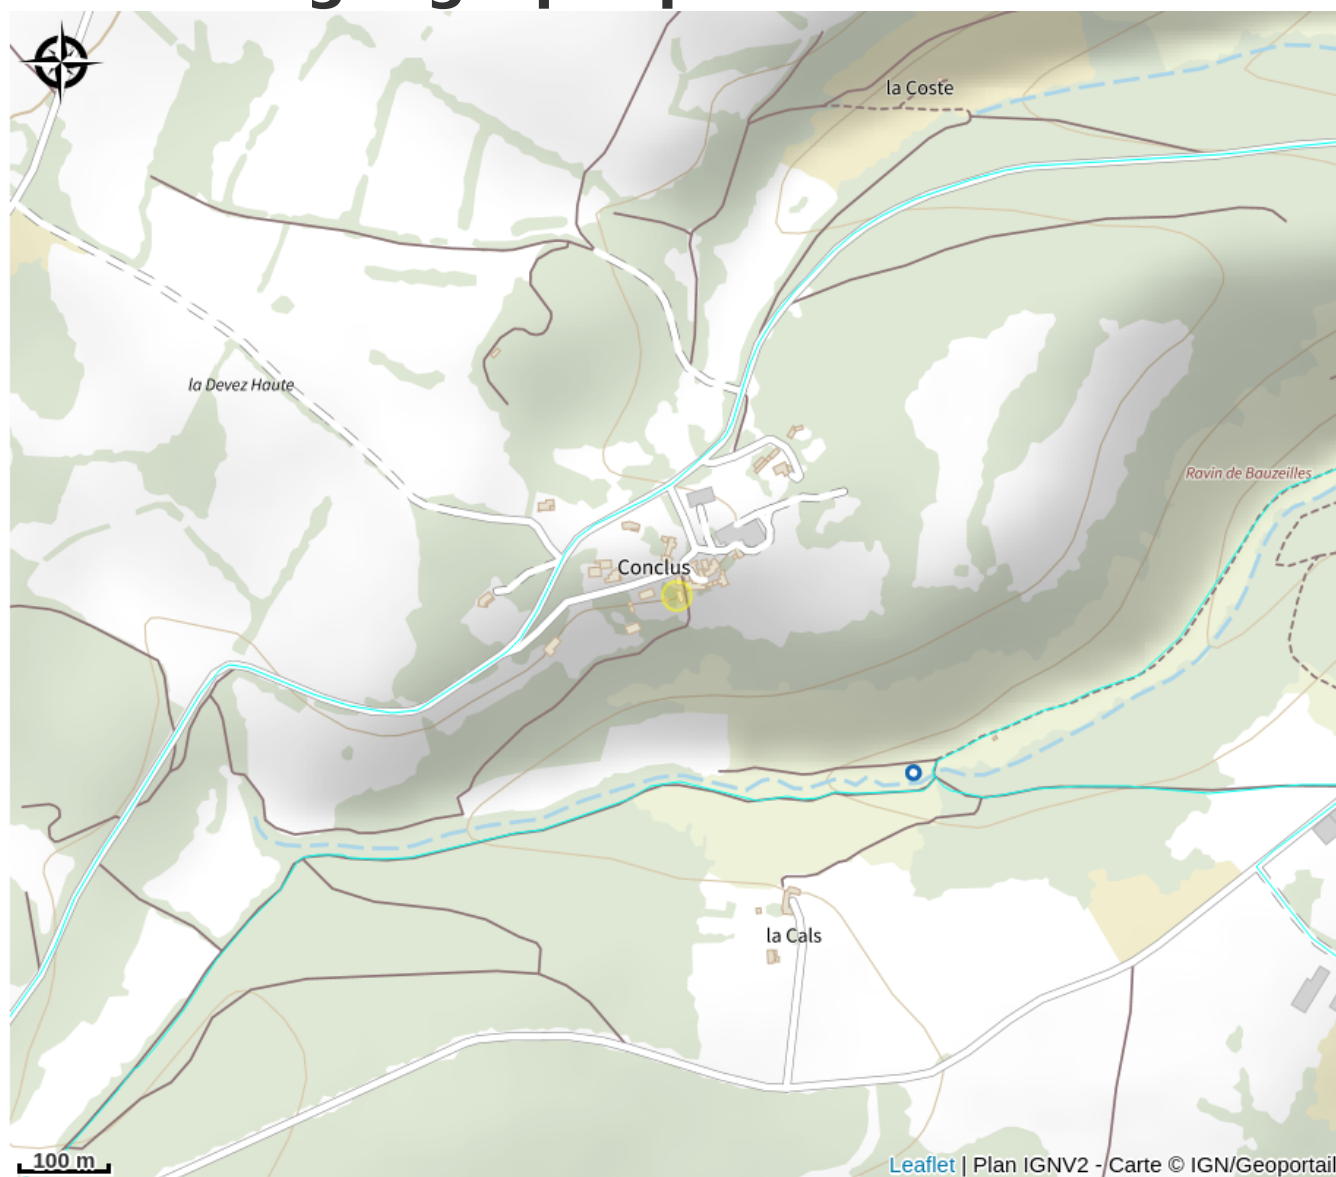 la Coste
la Devez Haute
Ravin de Bauzeilles
Conclus
la Cals
100 m
Leaflet | Plan IGNV2 - Carte © IGN/Geoportail